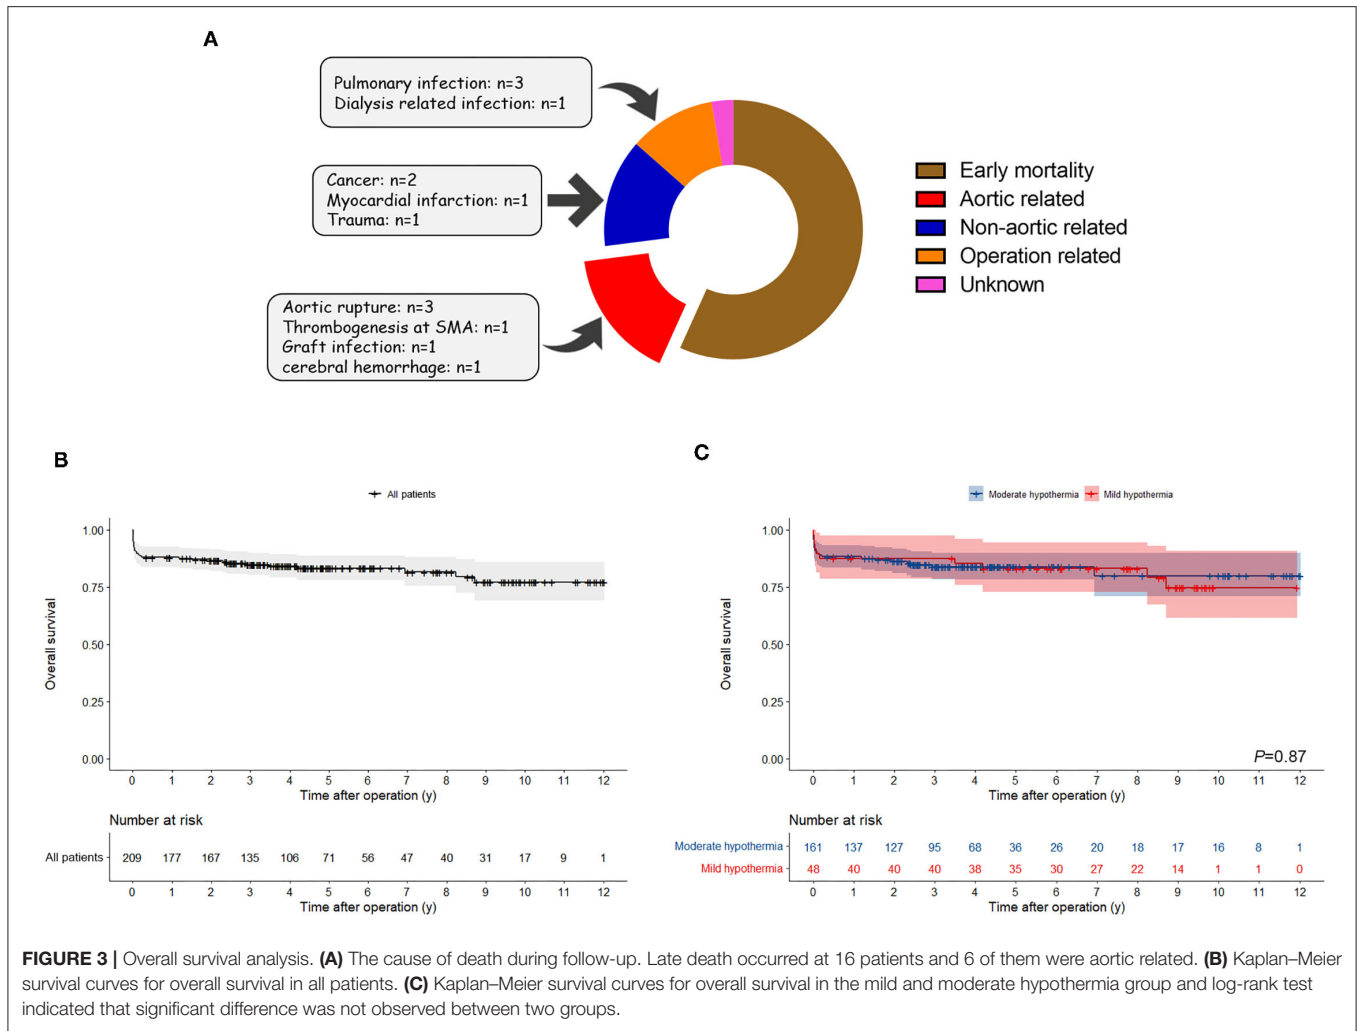 A
Pulmonary infection: n=3
Dialysis related infection: n=1
Cancer: n=2
Myocardial infarction: n=1
Trauma: n=1
Aortic rupture: n=3
Thrombogenesis at SMA: n=1
Graft infection: n=1
cerebral hemorrhage: n=1
Early mortality
Aortic related
Non-aortic related
Operation related
Unknown
B
All patients
Overall survival
1.00
0.75
0.50
0.25
0.00
0 1 2 3 4 5 6 7 8 9 10 11 12
Time after operation (y)
Number at risk
All patients 209 177 167 135 106 71 56 47 40 31 17 9 1
0 1 2 3 4 5 6 7 8 9 10 11 12
Time after operation (y)
C
Moderate hypothermia Mild hypothermia
Overall survival
1.00
0.75
0.50
0.25
0.00
P=0.87
0 1 2 3 4 5 6 7 8 9 10 11 12
Time after operation (y)
Number at risk
Moderate hypothermia 161 137 127 95 68 36 26 20 18 17 16 8 1
Mild hypothermia 48 40 40 40 38 35 30 27 22 14 1 1 0
0 1 2 3 4 5 6 7 8 9 10 11 12
Time after operation (y)
FIGURE 3 | Overall survival analysis. (A) The cause of death during follow-up. Late death occurred at 16 patients and 6 of them were aortic related. (B) Kaplan–Meier
survival curves for overall survival in all patients. (C) Kaplan–Meier survival curves for overall survival in the mild and moderate hypothermia group and log-rank test
indicated that significant difference was not observed between two groups.